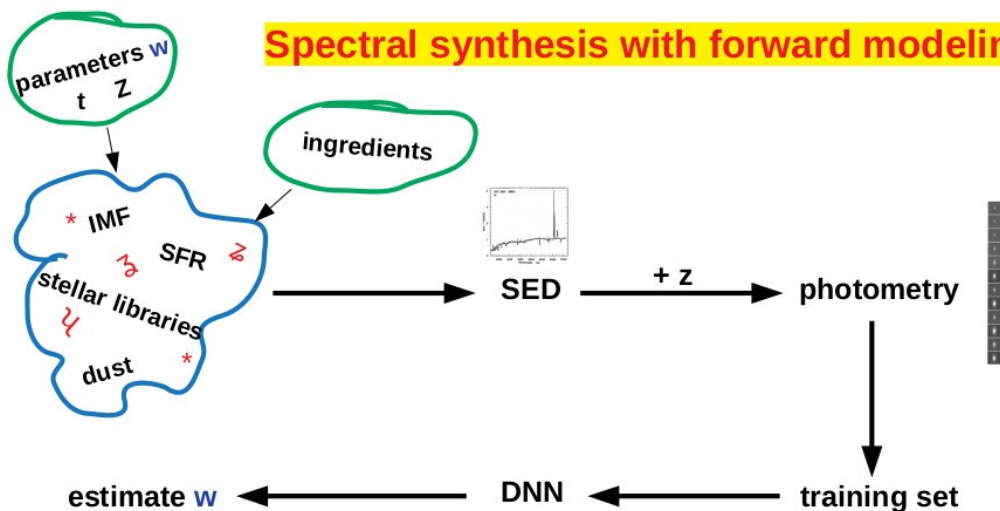 Spectral synthesis with forward modelin
parameters w
t Z
ingredients
* IMF
SFR
stellar libraries
dust *
SED
+ z
photometry
training set
DNN
estimate w